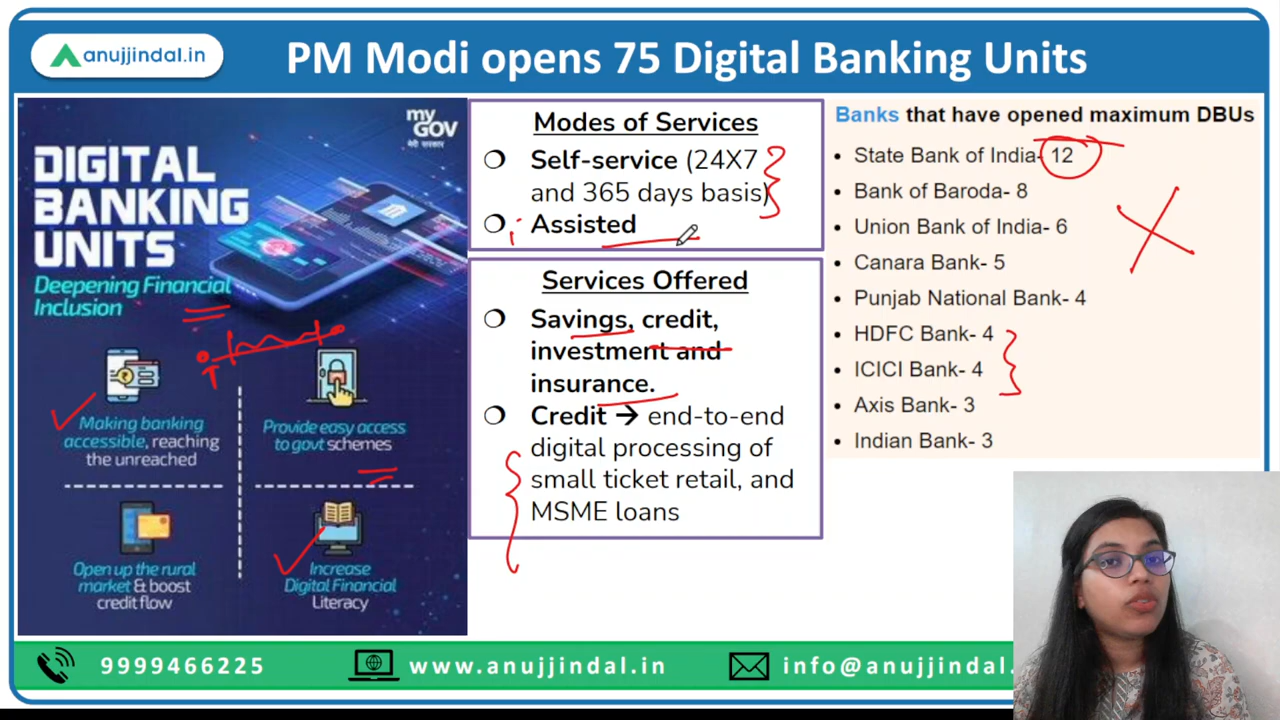 anujjindal.in
PM Modi opens 75 Digital Banking Units
my
GOV
मेरी सरकार
DIGITAL
BANKING
UNITS
Deepening Financial
Inclusion
Making banking
accessible, reaching
the unreached
Provide easy access
to govt schemes
Open up the rural
market & boost
credit flow
Increase
Digital Financial
Literacy
Modes of Services
Self-service (24X7
and 365 days basis)
Assisted
Services Offered
Savings, credit,
investment and
insurance.
Credit → end-to-end
digital processing of
small ticket retail, and
MSME loans
Banks that have opened maximum DBUs
• State Bank of India- 12
• Bank of Baroda- 8
• Union Bank of India- 6
• Canara Bank- 5
• Punjab National Bank- 4
• HDFC Bank- 4
• ICICI Bank- 4
• Axis Bank- 3
• Indian Bank- 3
9999466225
www.anujjindal.in
info@anujjindal.